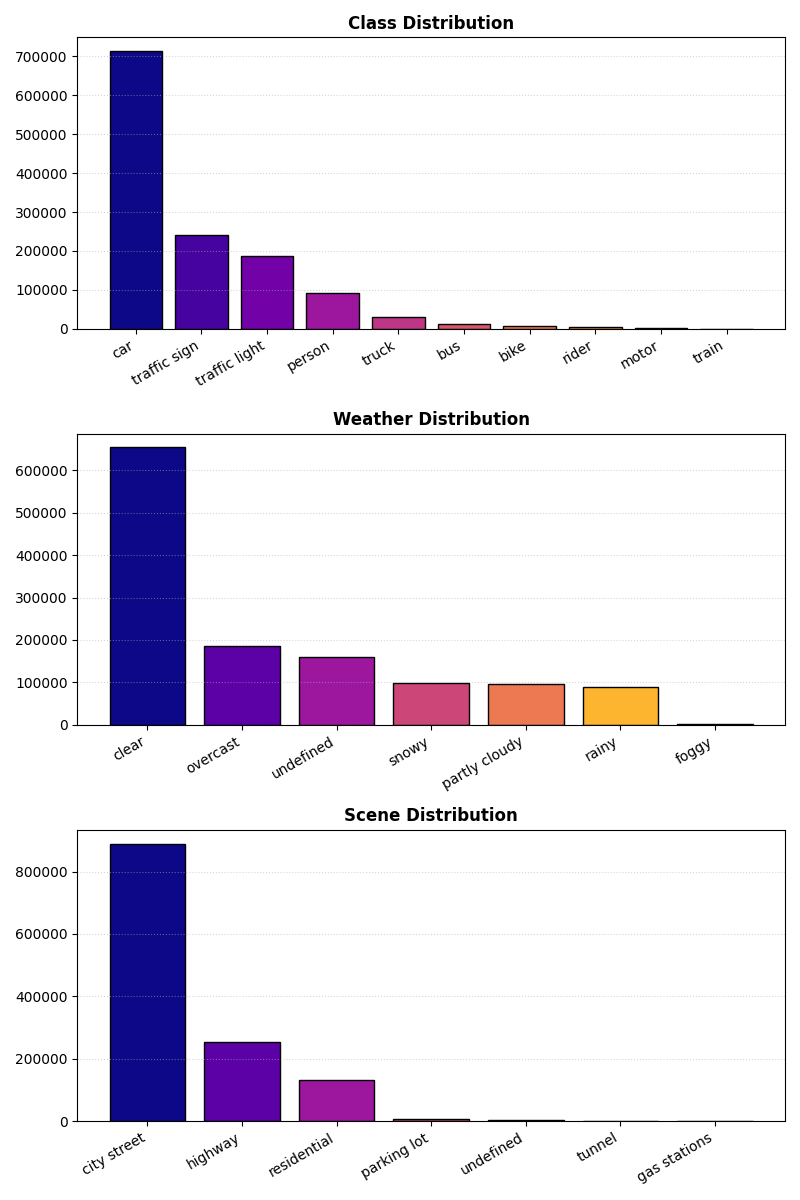 Class Distribution
700000
600000
500000
400000
300000
200000
100000
0
car
traffic sign
traffic light
person
truck
bus
bike
rider
motor
train
Weather Distribution
600000
500000
400000
300000
200000
100000
0
clear
overcast
undefined
snowy
partly cloudy
rainy
foggy
Scene Distribution
800000
600000
400000
200000
0
city street
highway
residential
parking lot
undefined
tunnel
gas stations